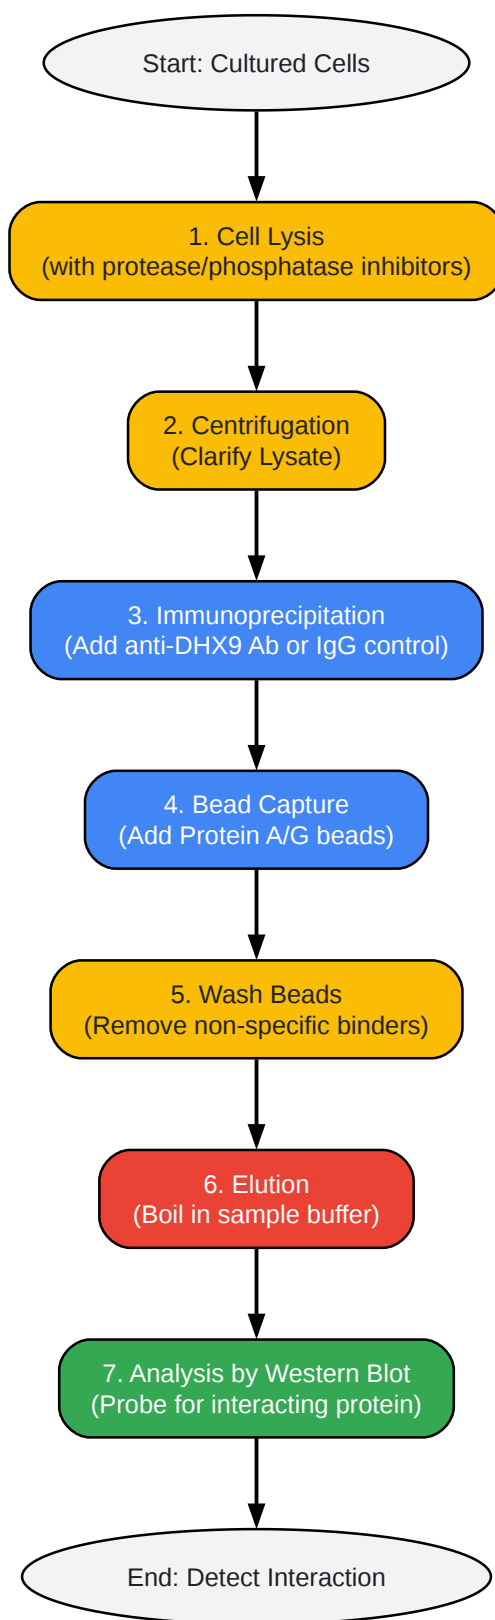 Start: Cultured Cells
1. Cell Lysis
(with protease/phosphatase inhibitors)
2. Centrifugation
(Clarify Lysate)
3. Immunoprecipitation
(Add anti-DHX9 Ab or IgG control)
4. Bead Capture
(Add Protein A/G beads)
5. Wash Beads
(Remove non-specific binders)
6. Elution
(Boil in sample buffer)
7. Analysis by Western Blot
(Probe for interacting protein)
End: Detect Interaction